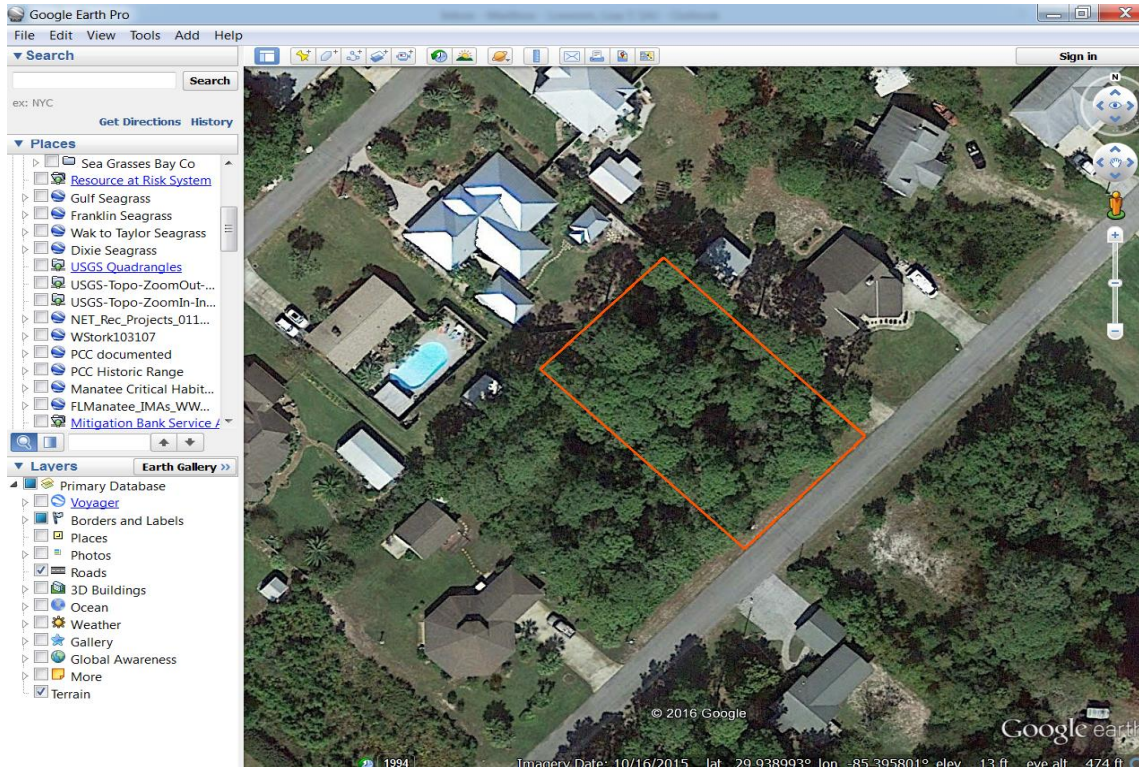 Google Earth Pro
File Edit View Tools Add Help
Search
Sign in
Search
ex: NYC
Get Directions History
Places
Sea Grasses Bay Co
Resource at Risk System
Gulf Seagrass
Franklin Seagrass
Wak to Taylor Seagrass
Dixie Seagrass
USGS Quadrangles
USGS-Topo-ZoomOut-...
USGS-Topo-ZoomIn-In...
NET_Rec_Projects_011...
WStork103107
PCC documented
PCC Historic Range
Manatee Critical Habit...
FLManatee_IMAs_WW...
Mitigation Bank Service A
Layers Earth Gallery >>
Primary Database
Voyager
Borders and Labels
Places
Photos
Roads
3D Buildings
Ocean
Weather
Gallery
Global Awareness
More
Terrain
N
© 2016 Google
Google earth
1994
Imagery Date: 10/16/2015 lat 29.938993° lon -85.395801° elev 13 ft eye alt 474 ft